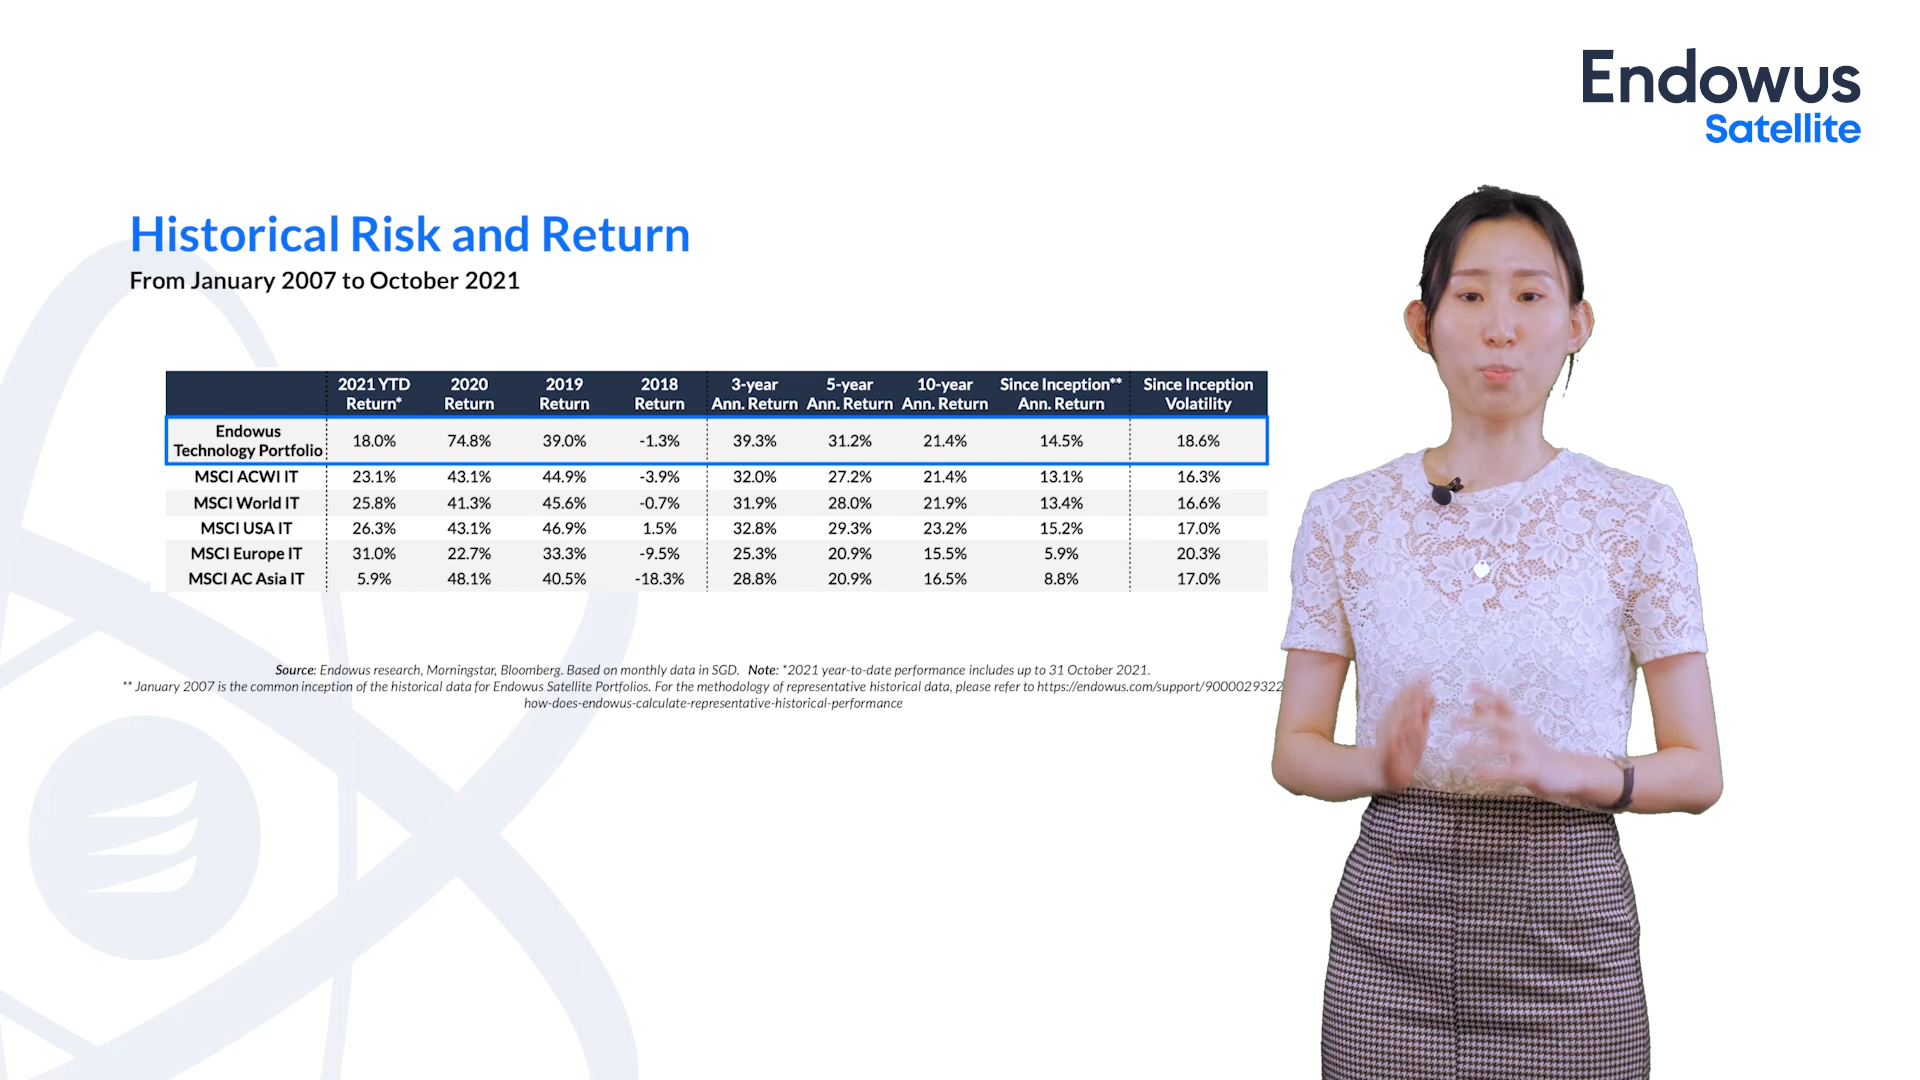 Endowus
Satellite
Historical Risk and Return
From January 2007 to October 2021
2021 YTD Return* 2020 Return 2019 Return 2018 Return 3-year Ann. Return 5-year Ann. Return 10-year Ann. Return Since Inception** Ann. Return Since Inception Volatility
Endowus Technology Portfolio 18.0% 74.8% 39.0% -1.3% 39.3% 31.2% 21.4% 14.5% 18.6%
MSCI ACWI IT 23.1% 43.1% 44.9% -3.9% 32.0% 27.2% 21.4% 13.1% 16.3%
MSCI World IT 25.8% 41.3% 45.6% -0.7% 31.9% 28.0% 21.9% 13.4% 16.6%
MSCI USA IT 26.3% 43.1% 46.9% 1.5% 32.8% 29.3% 23.2% 15.2% 17.0%
MSCI Europe IT 31.0% 22.7% 33.3% -9.5% 25.3% 20.9% 15.5% 5.9% 20.3%
MSCI AC Asia IT 5.9% 48.1% 40.5% -18.3% 28.8% 20.9% 16.5% 8.8% 17.0%
Source: Endowus research, Morningstar, Bloomberg. Based on monthly data in SGD. Note: *2021 year-to-date performance includes up to 31 October 2021.
** January 2007 is the common inception of the historical data for Endowus Satellite Portfolios. For the methodology of representative historical data, please refer to https://endowus.com/support/9000029322
how-does-endowus-calculate-representative-historical-performance